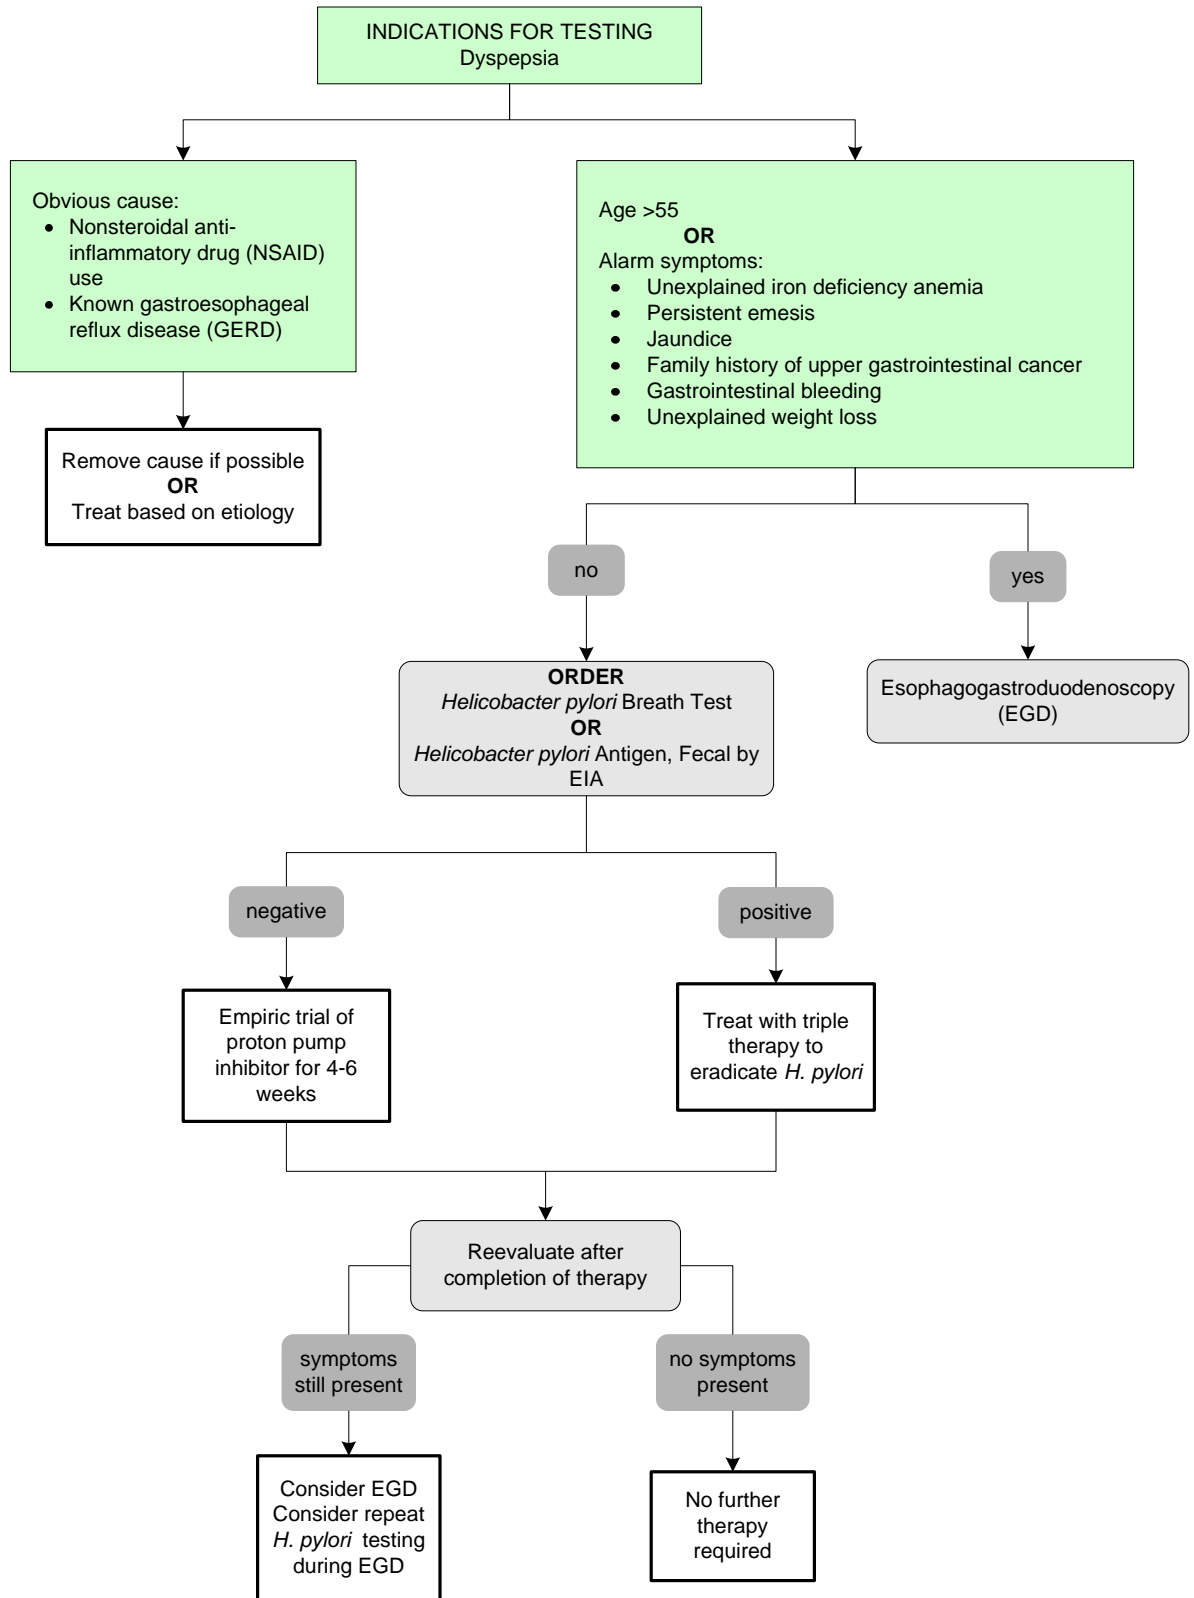 INDICATIONS FOR TESTING
Dyspepsia
Obvious cause:
• Nonsteroidal anti-
inflammatory drug (NSAID)
use
• Known gastroesophageal
reflux disease (GERD)
Age >55
OR
Alarm symptoms:
• Unexplained iron deficiency anemia
• Persistent emesis
• Jaundice
• Family history of upper gastrointestinal cancer
• Gastrointestinal bleeding
• Unexplained weight loss
Remove cause if possible
OR
Treat based on etiology
no
yes
ORDER
Helicobacter pylori Breath Test
OR
Helicobacter pylori Antigen, Fecal by
EIA
Esophagogastroduodenoscopy
(EGD)
negative
positive
Empiric trial of
proton pump
inhibitor for 4-6
weeks
Treat with triple
therapy to
eradicate H. pylori
Reevaluate after
completion of therapy
symptoms
still present
no symptoms
present
Consider EGD
Consider repeat
H. pylori testing
during EGD
No further
therapy
required